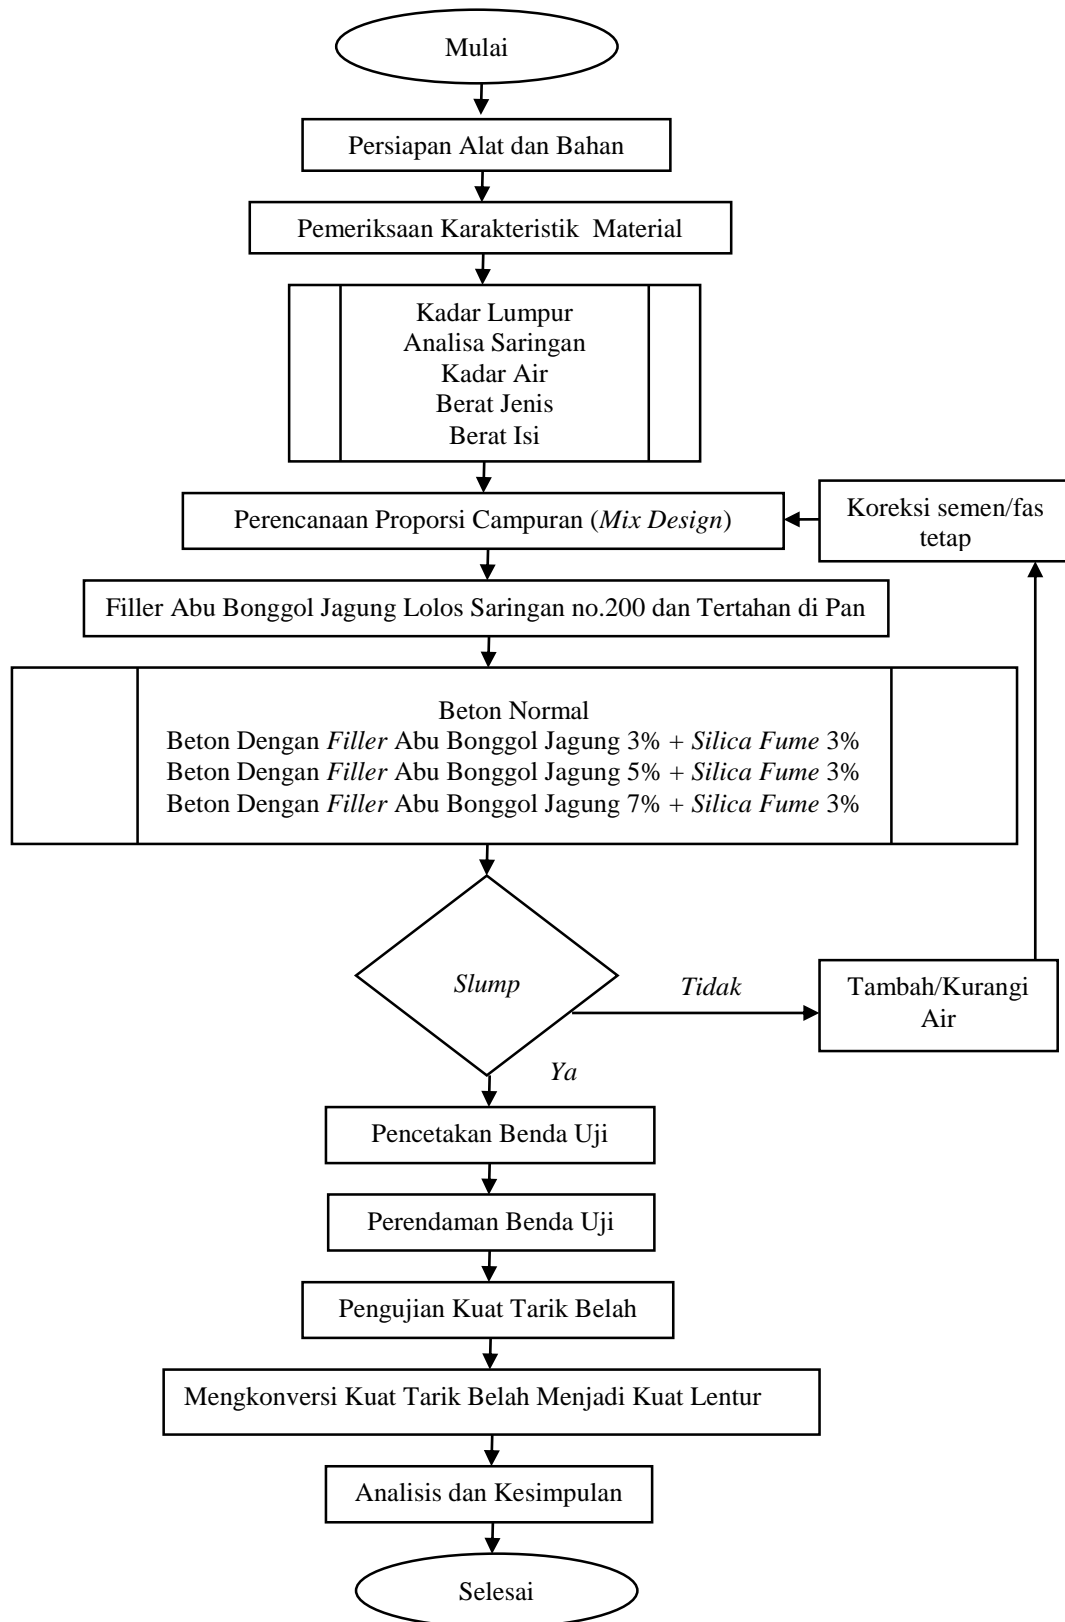 Mulai
Persiapan Alat dan Bahan
Pemeriksaan Karakteristik  Material
Kadar Lumpur
Analisa Saringan
Kadar Air
Berat Jenis
Berat Isi
Perencanaan Proporsi Campuran (Mix Design)
Koreksi semen/fas
tetap
Filler Abu Bonggol Jagung Lolos Saringan no.200 dan Tertahan di Pan
Beton Normal
Beton Dengan Filler Abu Bonggol Jagung 3% + Silica Fume 3%
Beton Dengan Filler Abu Bonggol Jagung 5% + Silica Fume 3%
Beton Dengan Filler Abu Bonggol Jagung 7% + Silica Fume 3%
Slump
Tidak
Tambah/Kurangi
Air
Ya
Pencetakan Benda Uji
Perendaman Benda Uji
Pengujian Kuat Tarik Belah
Mengkonversi Kuat Tarik Belah Menjadi Kuat Lentur
Analisis dan Kesimpulan
Selesai